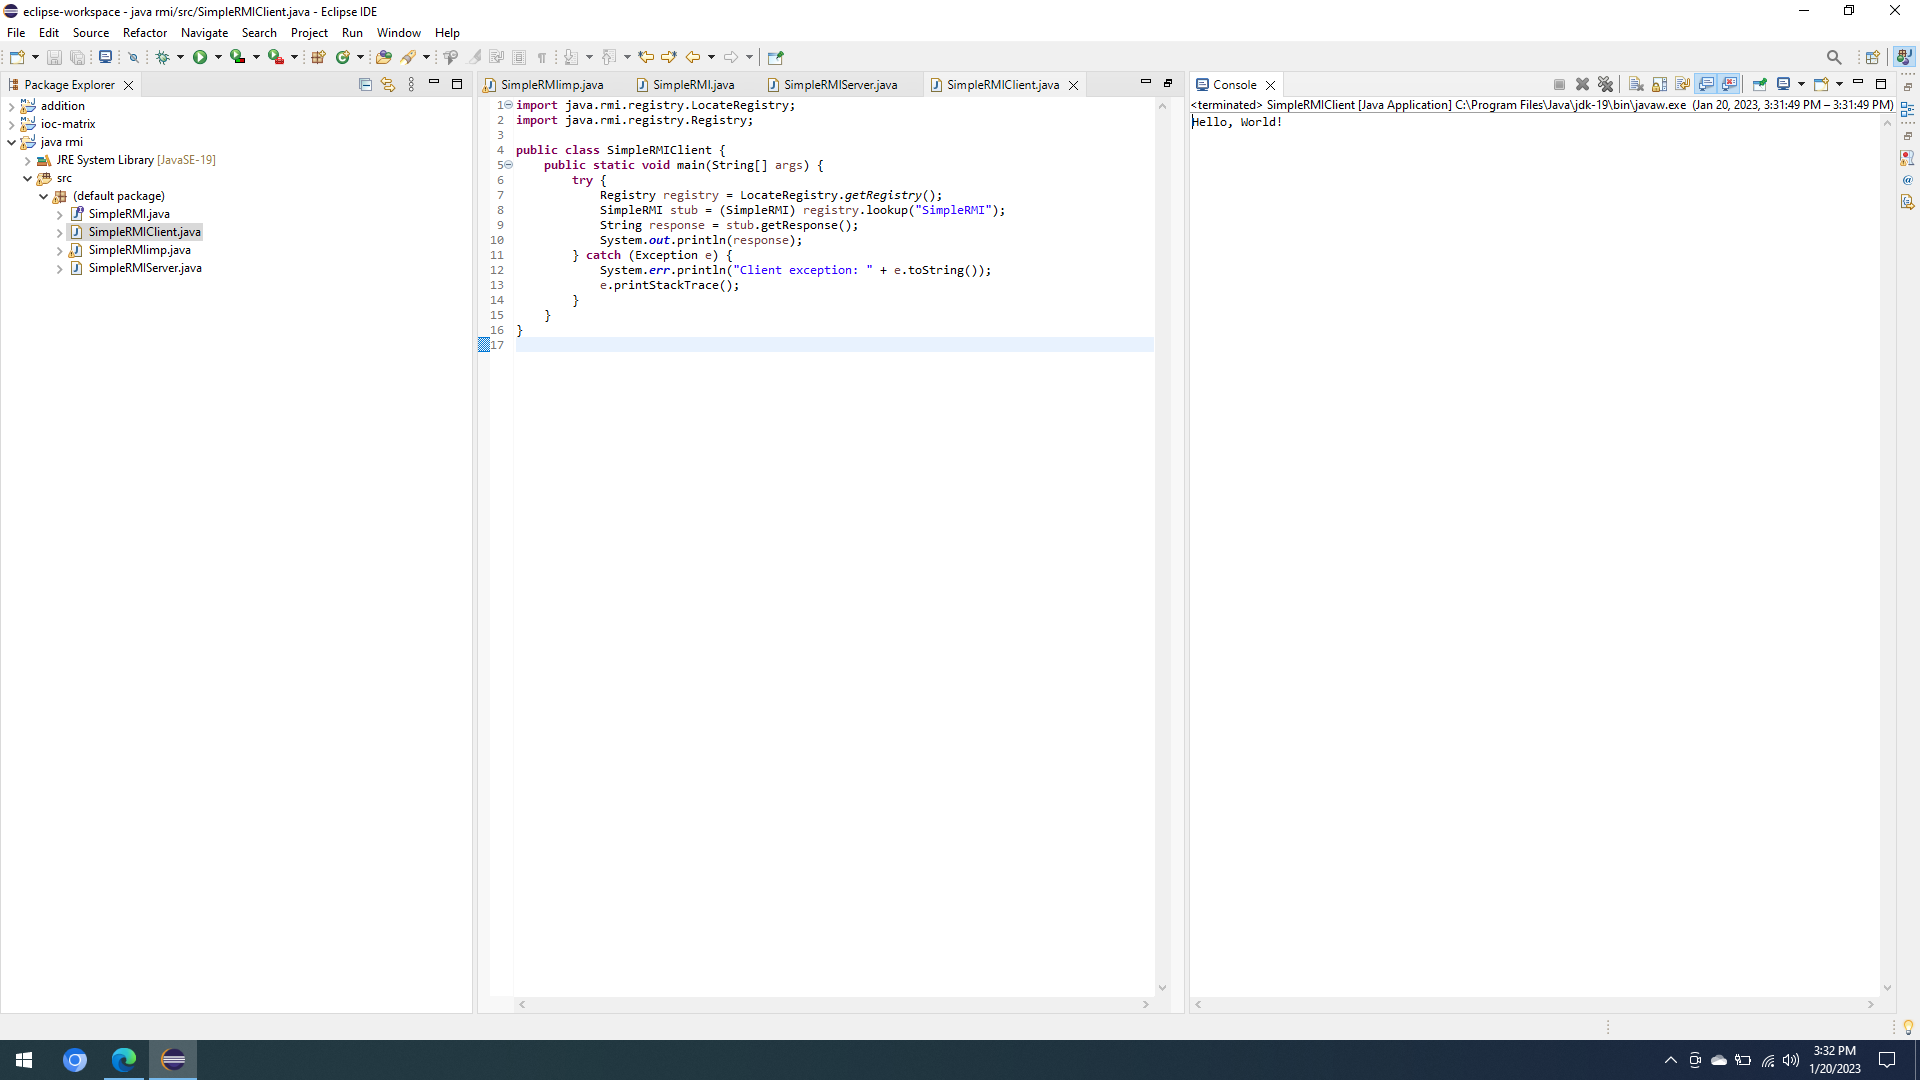 eclipse-workspace - java rmi/src/SimpleRMIClient.java - Eclipse IDE
File Edit Source Refactor Navigate Search Project Run Window Help
Package Explorer
addition
ioc-matrix
java rmi
JRE System Library [JavaSE-19]
src
(default package)
SimpleRMI.java
SimpleRMIClient.java
SimpleRMIimp.java
SimpleRMIServer.java
SimpleRMIimp.java SimpleRMI.java SimpleRMIServer.java SimpleRMIClient.java
1 import java.rmi.registry.LocateRegistry;
2 import java.rmi.registry.Registry;
3
4 public class SimpleRMIClient {
5     public static void main(String[] args) {
6         try {
7             Registry registry = LocateRegistry.getRegistry();
8             SimpleRMI stub = (SimpleRMI) registry.lookup("SimpleRMI");
9             String response = stub.getResponse();
10             System.out.println(response);
11         } catch (Exception e) {
12             System.err.println("Client exception: " + e.toString());
13             e.printStackTrace();
14         }
15     }
16 }
17
Console
<terminated> SimpleRMIClient [Java Application] C:\Program Files\Java\jdk-19\bin\javaw.exe (Jan 20, 2023, 3:31:49 PM – 3:31:49 PM)
Hello, World!
3:32 PM
1/20/2023